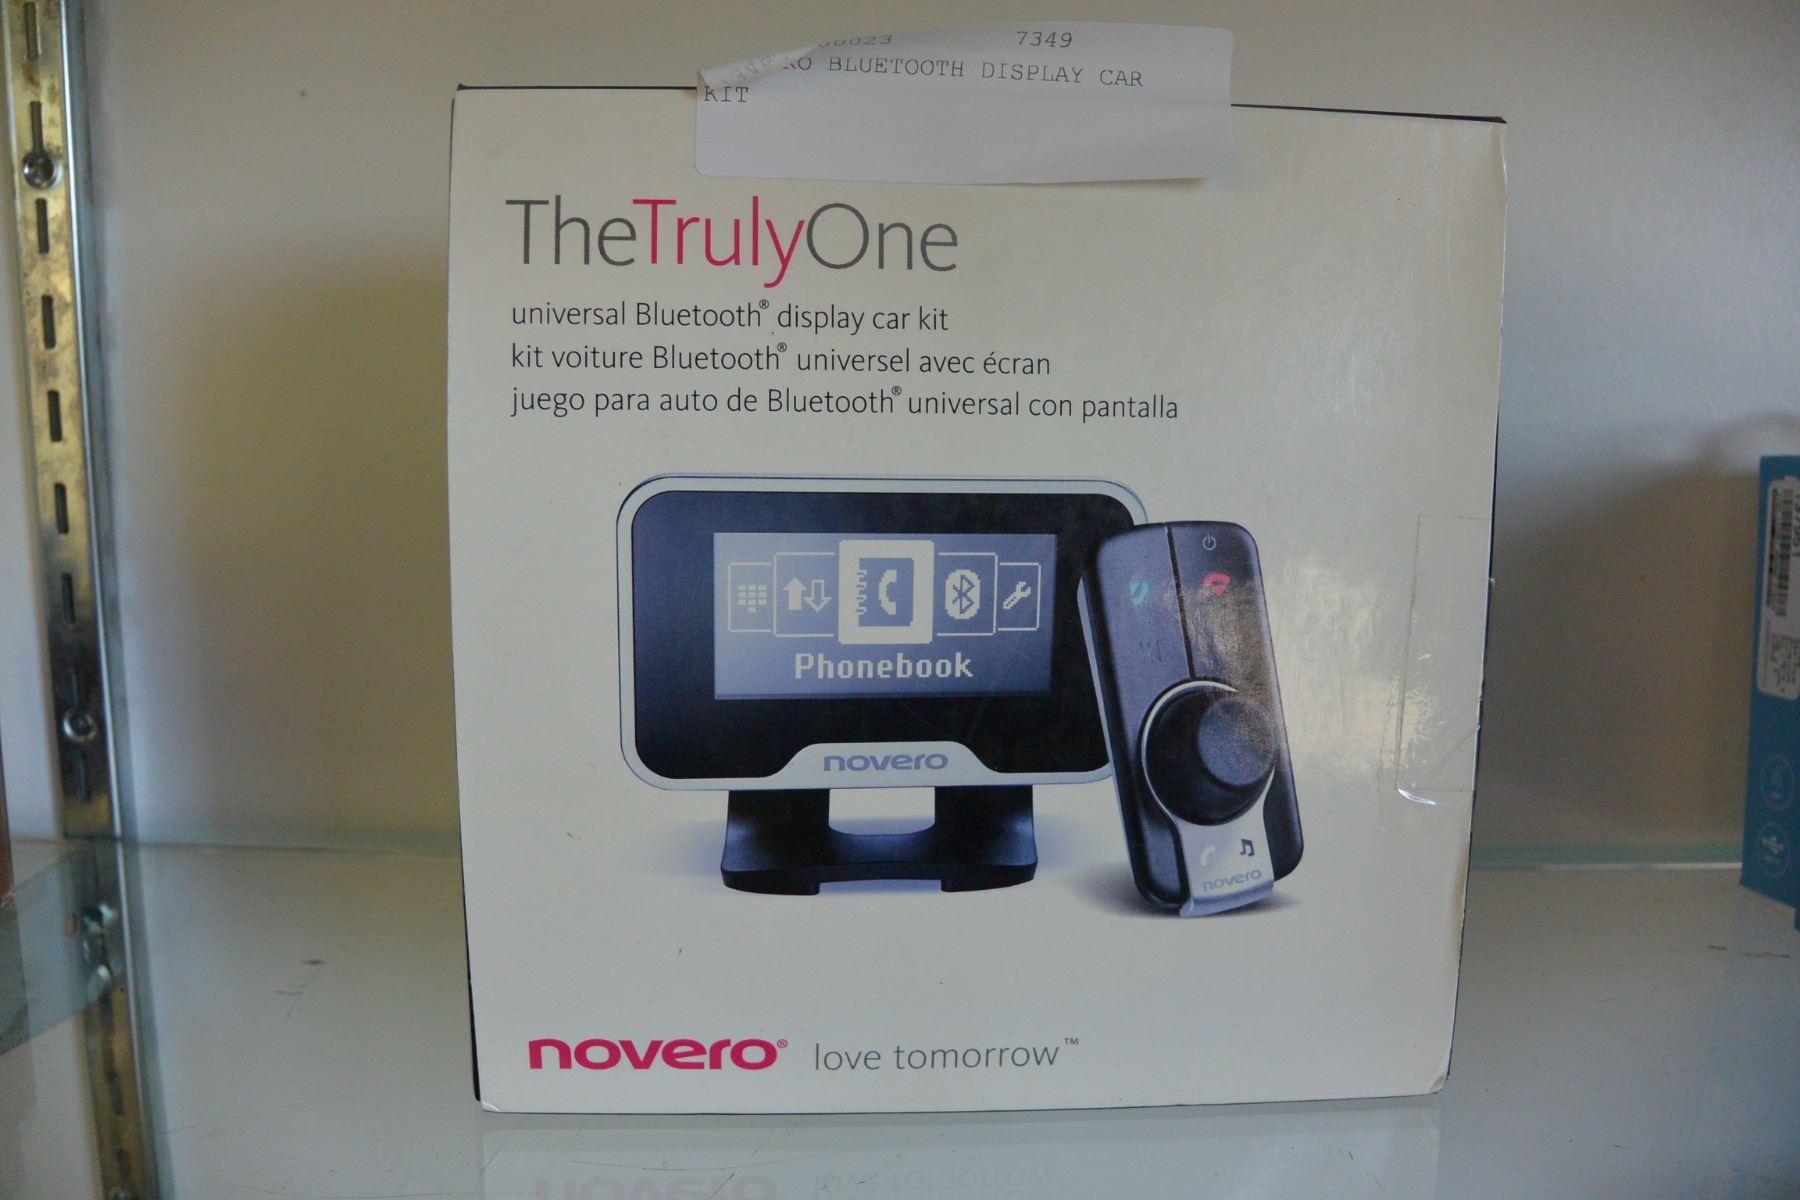 7349
BLUETOOTH DISPLAY CAR
KIT
TheTrulyOne
universal Bluetooth® display car kit
kit voiture Bluetooth® universel avec écran
juego para auto de Bluetooth® universal con pantalla
Phonebook
novero
novero
novero® love tomorrow™